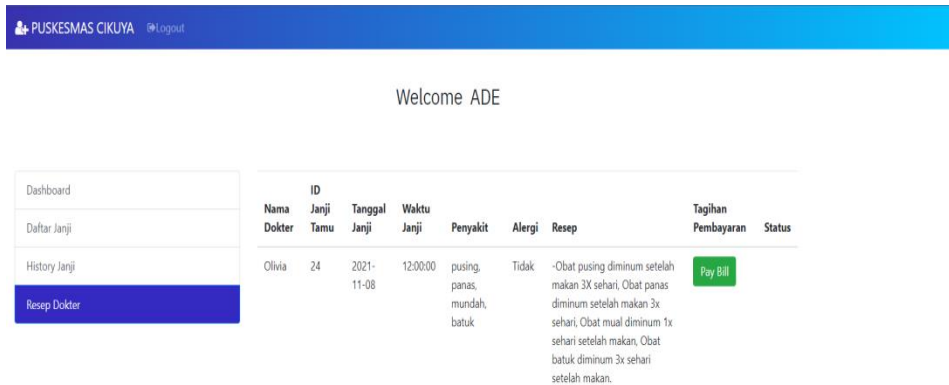 PUSKESMAS CIKUYA Logout
Welcome ADE
Dashboard
Daftar Janji
History Janji
Resep Dokter
Nama Dokter
ID Janji Tamu
Tanggal Janji
Waktu Janji
Penyakit
Alergi
Resep
Tagihan Pembayaran
Status
Olivia
24
2021-
11-08
12:00:00
pusing,
panas,
mundah,
batuk
Tidak
-Obat pusing diminum setelah
makan 3X sehari, Obat panas
diminum setelah makan 3x
sehari, Obat mual diminum 1x
sehari setelah makan, Obat
batuk diminum 3x sehari
setelah makan.
Pay Bill